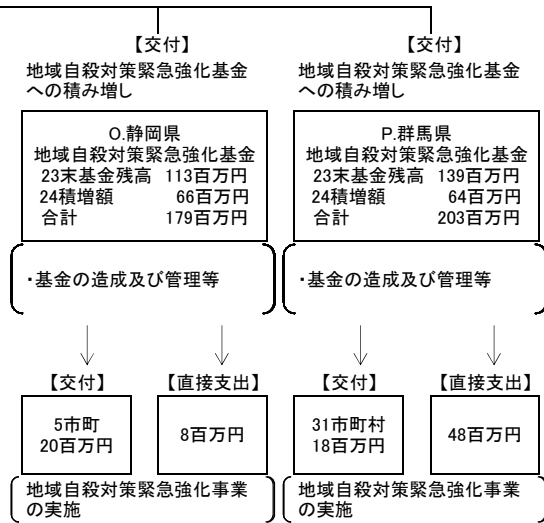 【交付】
地域自殺対策緊急強化基金
への積み増し
O.静岡県
地域自殺対策緊急強化基金
23末基金残高 113百万円
24積増額 66百万円
合計 179百万円
・基金の造成及び管理等
【交付】
5市町
20百万円
【直接支出】
8百万円
地域自殺対策緊急強化事業
の実施
【交付】
地域自殺対策緊急強化基金
への積み増し
P.群馬県
地域自殺対策緊急強化基金
23末基金残高 139百万円
24積増額 64百万円
合計 203百万円
・基金の造成及び管理等
【交付】
31市町村
18百万円
【直接支出】
48百万円
地域自殺対策緊急強化事業
の実施